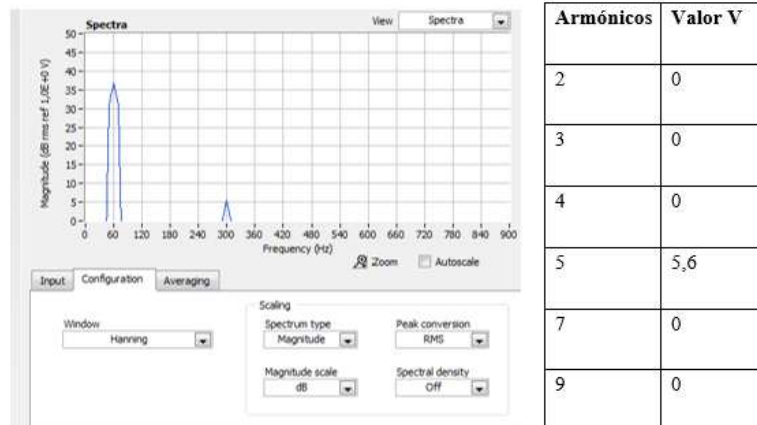 Spectra
View Spectra
Magnitude (dB rms ref 1,0E+0 V)
50
45
40
35
30
25
20
15
10
5
0
0 60 120 180 240 300 360 420 480 540 600 660 720 780 840 900
Frequency (Hz)
Zoom Autoscale
Input Configuration Averaging
Window
Hanning
Scaling
Spectrum type Peak conversion
Magnitude RMS
Magnitude scale Spectral density
dB Off
Armónicos Valor V
2 0
3 0
4 0
5 5,6
7 0
9 0